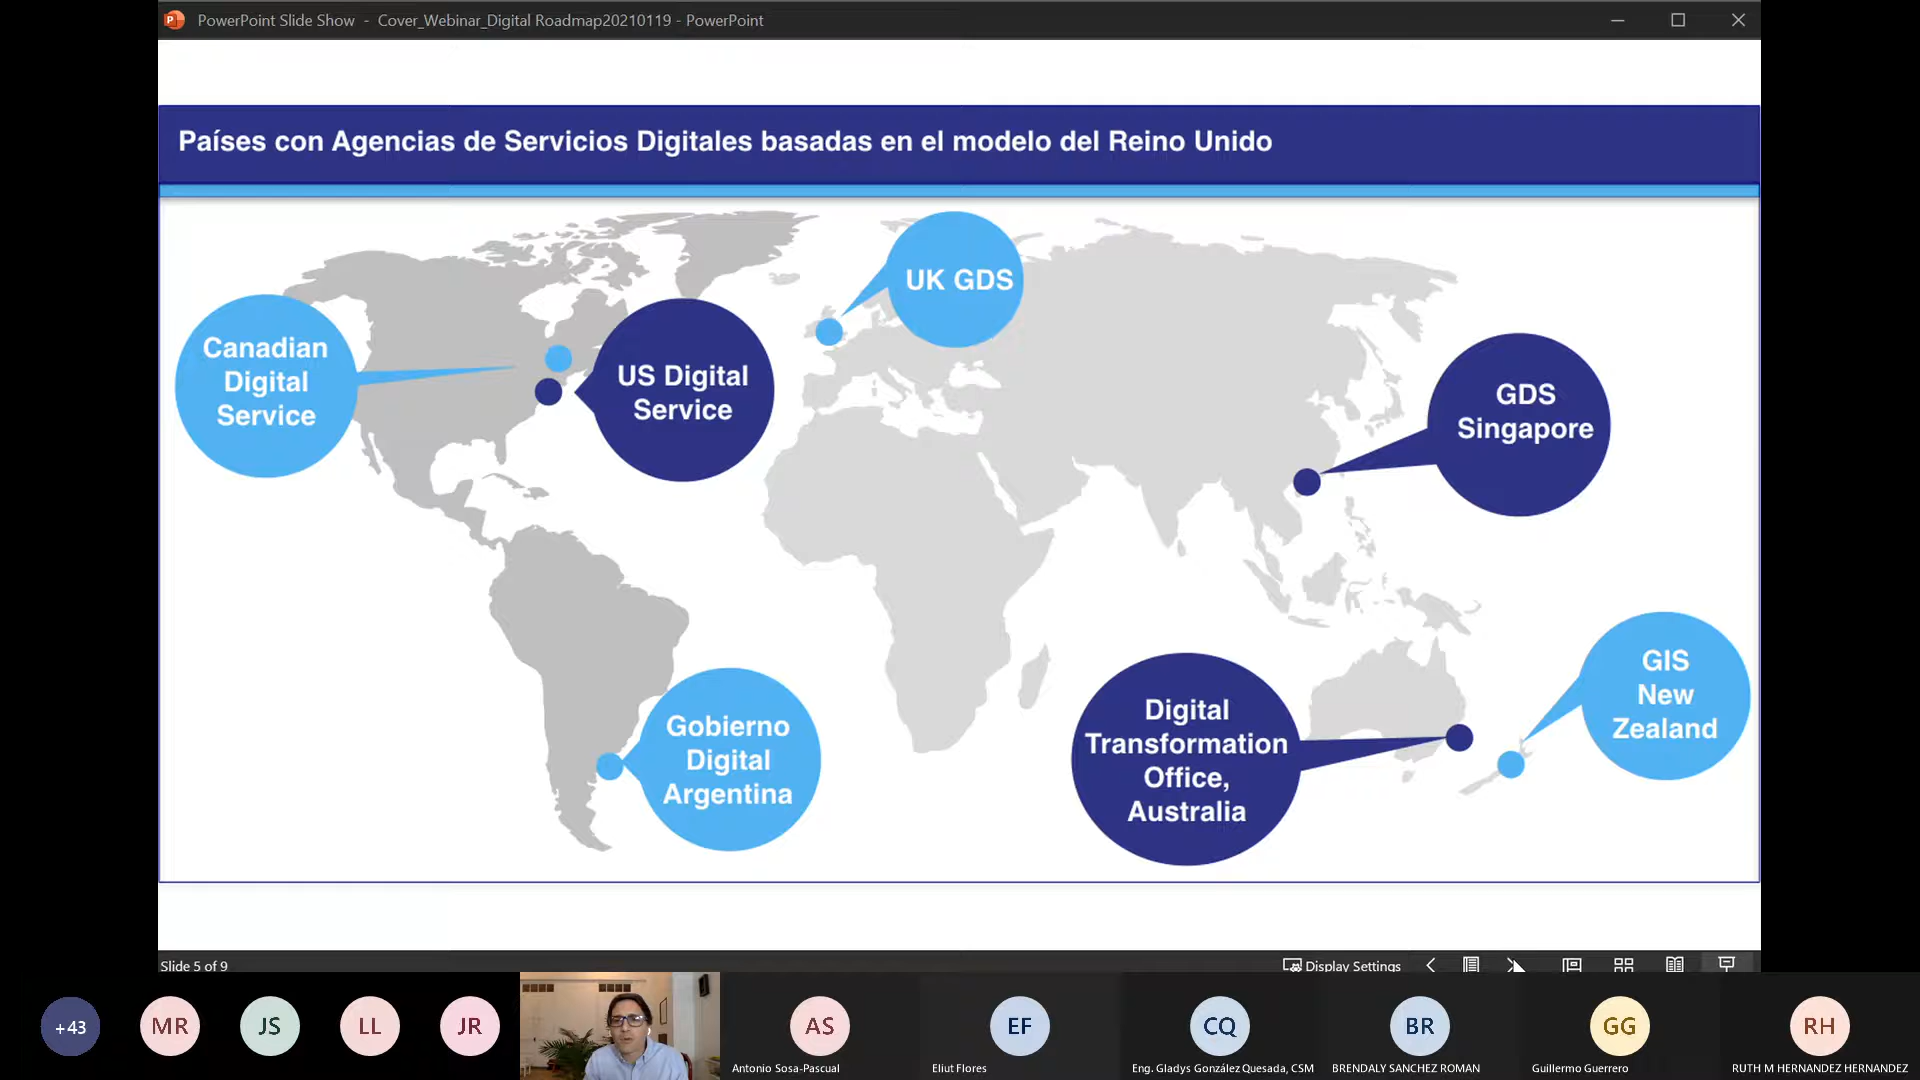 PowerPoint Slide Show - Cover_Webinar_Digital Roadmap20210119 - PowerPoint
Países con Agencias de Servicios Digitales basadas en el modelo del Reino Unido
UK GDS
Canadian
Digital
Service
US Digital
Service
GDS
Singapore
GIS
New
Zealand
Gobierno
Digital
Argentina
Digital
Transformation
Office,
Australia
Slide 5 of 9
Display Settings
+43
MR
JS
LL
JR
AS
EF
CQ
BR
GG
RH
Antonio Sosa-Pascual
Eliut Flores
Eng. Gladys González Quesada, CSM
BRENDALY SANCHEZ ROMAN
Guillermo Guerrero
RUTH M HERNANDEZ HERNANDEZ